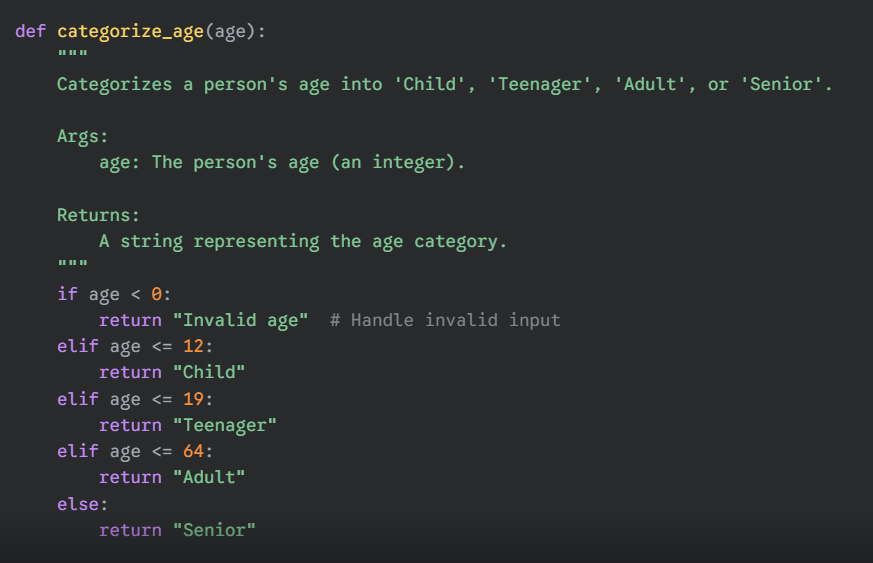 def categorize_age(age):
    """
    Categorizes a person's age into 'Child', 'Teenager', 'Adult', or 'Senior'.

    Args:
        age: The person's age (an integer).

    Returns:
        A string representing the age category.
    """
    if age < 0:
        return "Invalid age"  # Handle invalid input
    elif age <= 12:
        return "Child"
    elif age <= 19:
        return "Teenager"
    elif age <= 64:
        return "Adult"
    else:
        return "Senior"